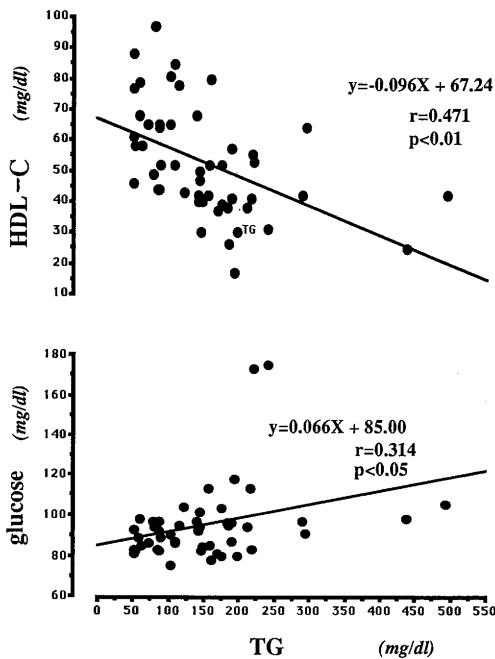 100
90
80
70
60
50
40
30
20
10
HDL-C (mg/dl)
y=-0.096X + 67.24
r=0.471
p<0.01
TG
180
160
140
120
100
80
60
glucose (mg/dl)
y=0.066X + 85.00
r=0.314
p<0.05
0 50 100 150 200 250 300 350 400 450 500 550
TG (mg/dl)